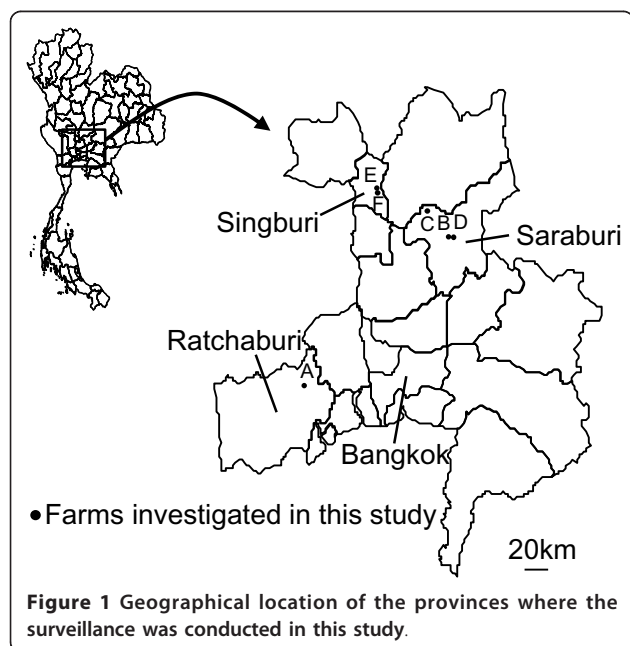 E
F
Singburi
C B D
Saraburi
Ratchaburi
A
Bangkok
•Farms investigated in this study
20km
Figure 1 Geographical location of the provinces where the
surveillance was conducted in this study.